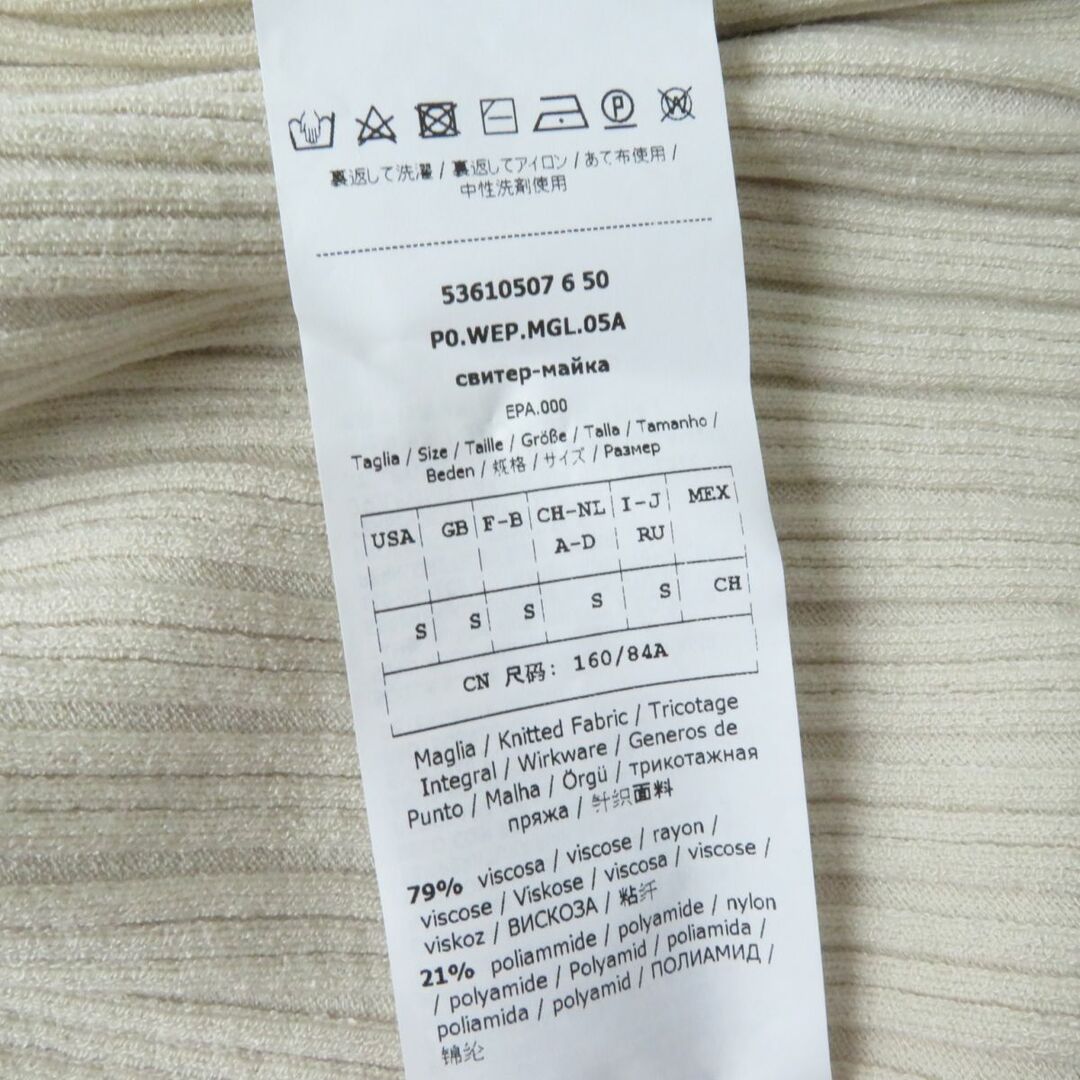 裏返して洗濯 / 裏返してアイロン / あて布使用 /
中性洗剤使用
53610507 6 50
P0.WEP.MGL.05A
свитер-майка
EPA.000
Taglia / Size / Taille / Größe / Talla / Tamanho /
Beden / 规格 / サイズ / Размер
USA GB F-B CH-NL I-J MEX
A-D RU
S S S S S CH
CN 尺码: 160/84A
Maglia / Knitted Fabric / Tricotage
Integral / Wirkware / Generos de
Punto / Malha / Örgü / трикотажная
пряжа / 针织面料
79% viscosa / viscose / rayon /
viscose / Viskose / viscosa / viscose /
viskoz / ВИСКОЗА / 粘纤
21% poliammide / polyamide / nylon
/ polyamide / Polyamid / poliamida /
poliamida / polyamid / ПОЛИАМИД /
锦纶